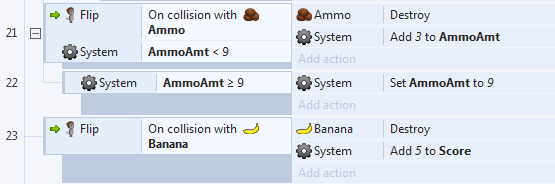 21 Flip On collision with Ammo Ammo Destroy
System AmmoAmt < 9 System Add 3 to AmmoAmt
Add action
22 System AmmoAmt ≥ 9 System Set AmmoAmt to 9
Add action
23 Flip On collision with Banana Banana Destroy
System Add 5 to Score
Add action